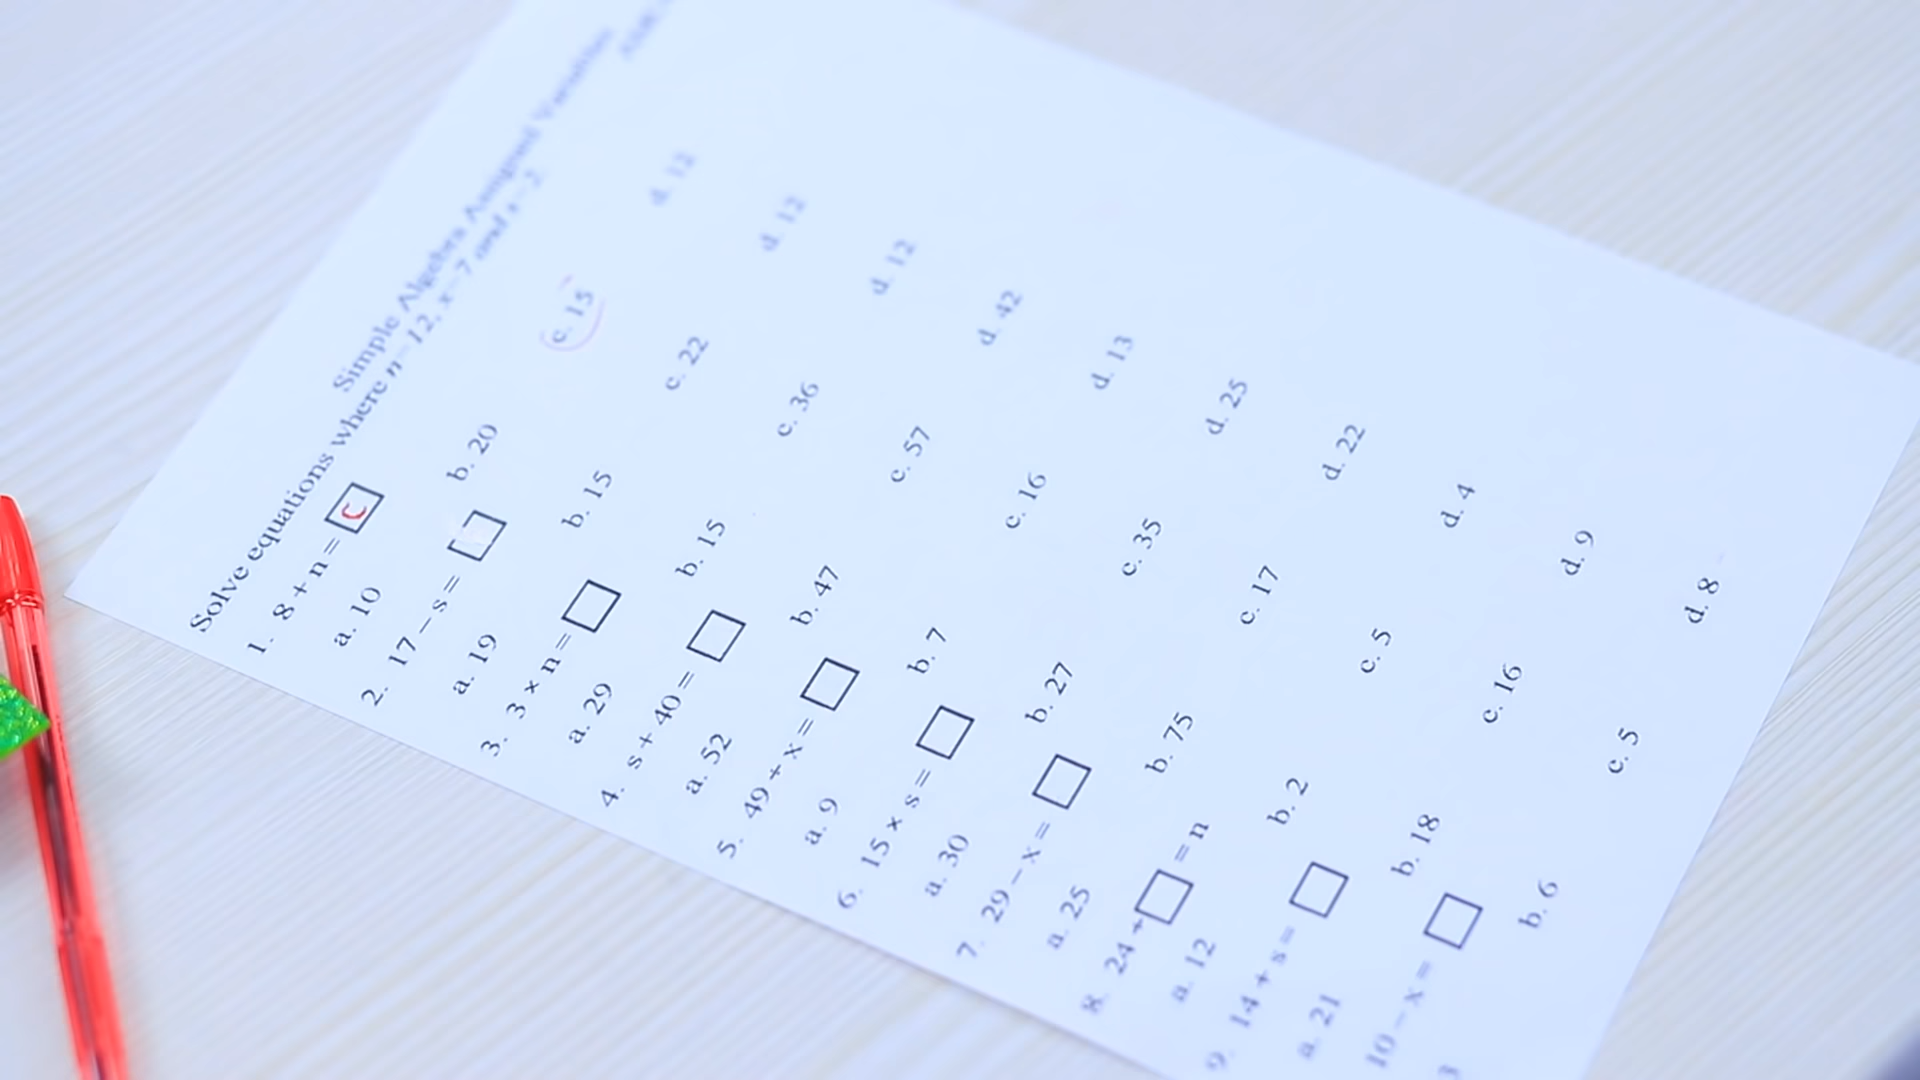 Simple Algebra Assigned Variables
Solve equations where n=12, x=7 and s=2.
1. 8 + n = C
a. 10 b. 20 c. 15 d. 12
2. 17 – s =
a. 19 b. 15 c. 22 d. 12
3. 3 × n =
a. 29 b. 15 c. 36 d. 12
4. s + 40 =
a. 52 b. 47 c. 57 d. 42
5. 49 + x =
a. 9 b. 7 c. 16 d. 13
6. 15 × s =
a. 30 b. 27 c. 35 d. 25
7. 29 – x =
a. 25 b. 75 c. 17 d. 22
8. 24 + = n
a. 12 b. 2 c. 5 d. 4
9. 14 + s =
a. 21 b. 18 c. 16 d. 9
10 – x =
3 b. 6 c. 5 d. 8